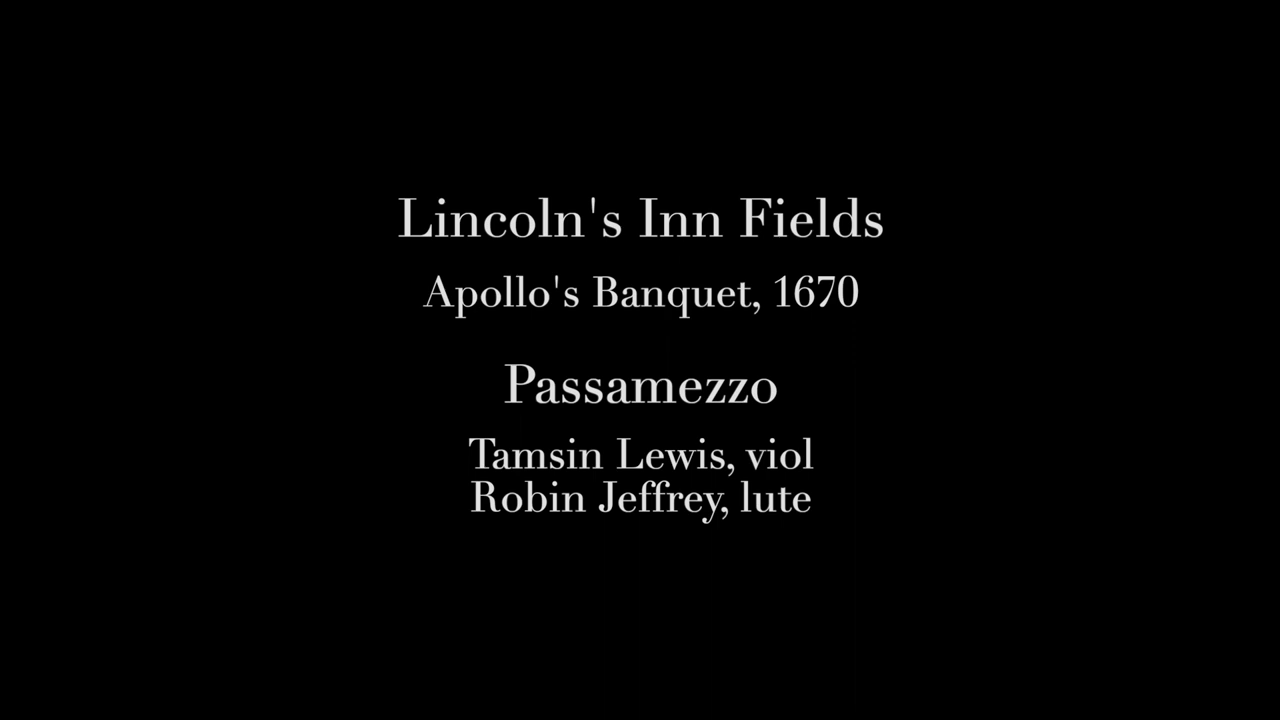 Lincoln's Inn Fields
Apollo's Banquet, 1670
Passamezzo
Tamsin Lewis, viol
Robin Jeffrey, lute